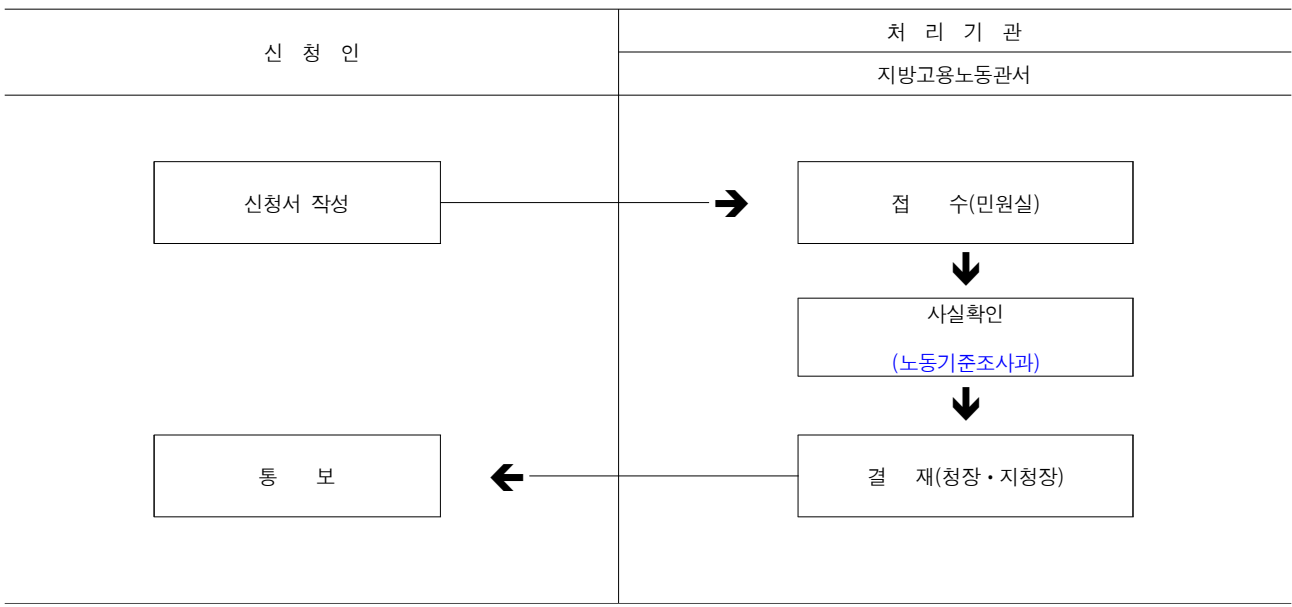 신 청 인
처 리 기 관
지방고용노동관서
신청서 작성
접 수(민원실)
사실확인
(노동기준조사과)
통 보
결 재(청장・지청장)